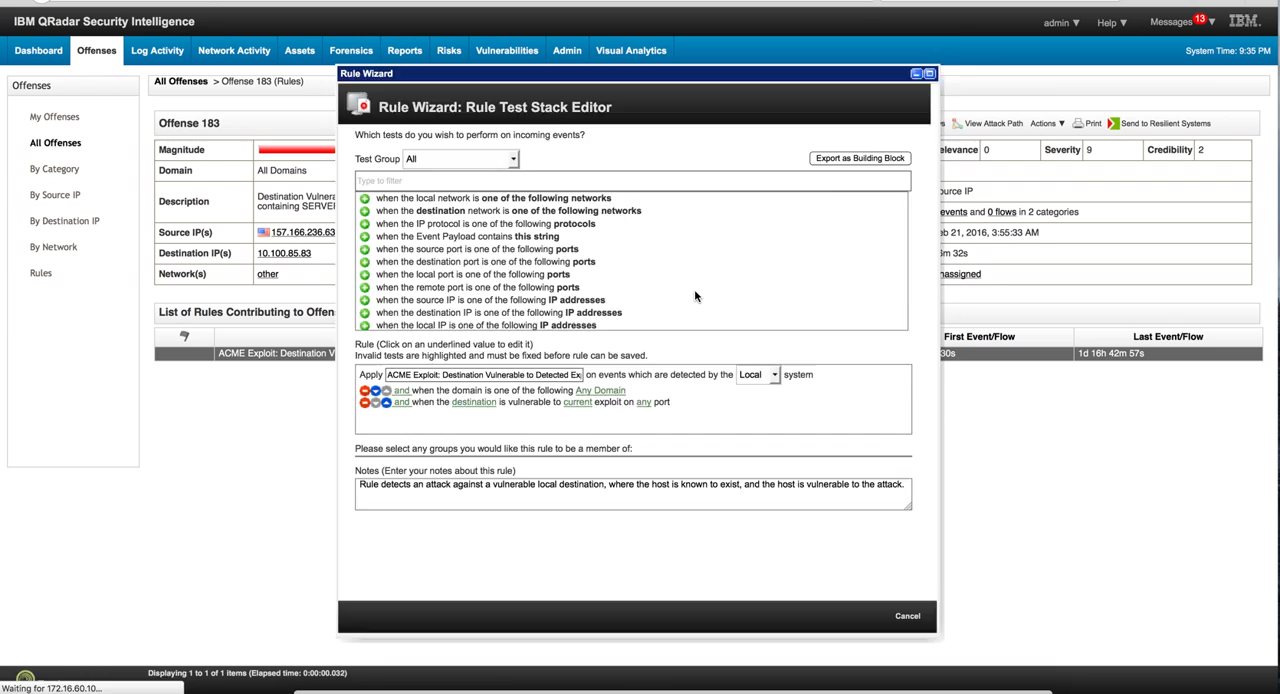 IBM QRadar Security Intelligence
admin ▼ Help ▼ Messages 13 ▼ IBM.
Dashboard Offenses Log Activity Network Activity Assets Forensics Reports Risks Vulnerabilities Admin Visual Analytics System Time: 9:35 PM
Offenses
My Offenses
All Offenses
By Category
By Source IP
By Destination IP
By Network
Rules
All Offenses > Offense 183 (Rules)
Offense 183
View Attack Path Actions ▼ Print Send to Resilient Systems
Magnitude
elevance 0 Severity 9 Credibility 2
Domain All Domains
Description Destination Vulnera
containing SERVE
ource IP
events and 0 flows in 2 categories
Source IP(s) 157.166.236.63
eb 21, 2016, 3:55:33 AM
Destination IP(s) 10.100.85.83
6m 32s
Network(s) other
nassigned
List of Rules Contributing to Offen
First Event/Flow Last Event/Flow
ACME Exploit: Destination V
30s 1d 16h 42m 57s
Rule Wizard
Rule Wizard: Rule Test Stack Editor
Which tests do you wish to perform on incoming events?
Test Group All Export as Building Block
Type to filter
when the local network is one of the following networks
when the destination network is one of the following networks
when the IP protocol is one of the following protocols
when the Event Payload contains this string
when the source port is one of the following ports
when the destination port is one of the following ports
when the local port is one of the following ports
when the remote port is one of the following ports
when the source IP is one of the following IP addresses
when the destination IP is one of the following IP addresses
when the local IP is one of the following IP addresses
Rule (Click on an underlined value to edit it)
Invalid tests are highlighted and must be fixed before rule can be saved.
Apply ACME Exploit: Destination Vulnerable to Detected Ex on events which are detected by the Local system
and when the domain is one of the following Any Domain
and when the destination is vulnerable to current exploit on any port
Please select any groups you would like this rule to be a member of:
Notes (Enter your notes about this rule)
Rule detects an attack against a vulnerable local destination, where the host is known to exist, and the host is vulnerable to the attack.
Cancel
Displaying 1 to 1 of 1 items (Elapsed time: 0:00:00.032)
Waiting for 172.16.60.10...